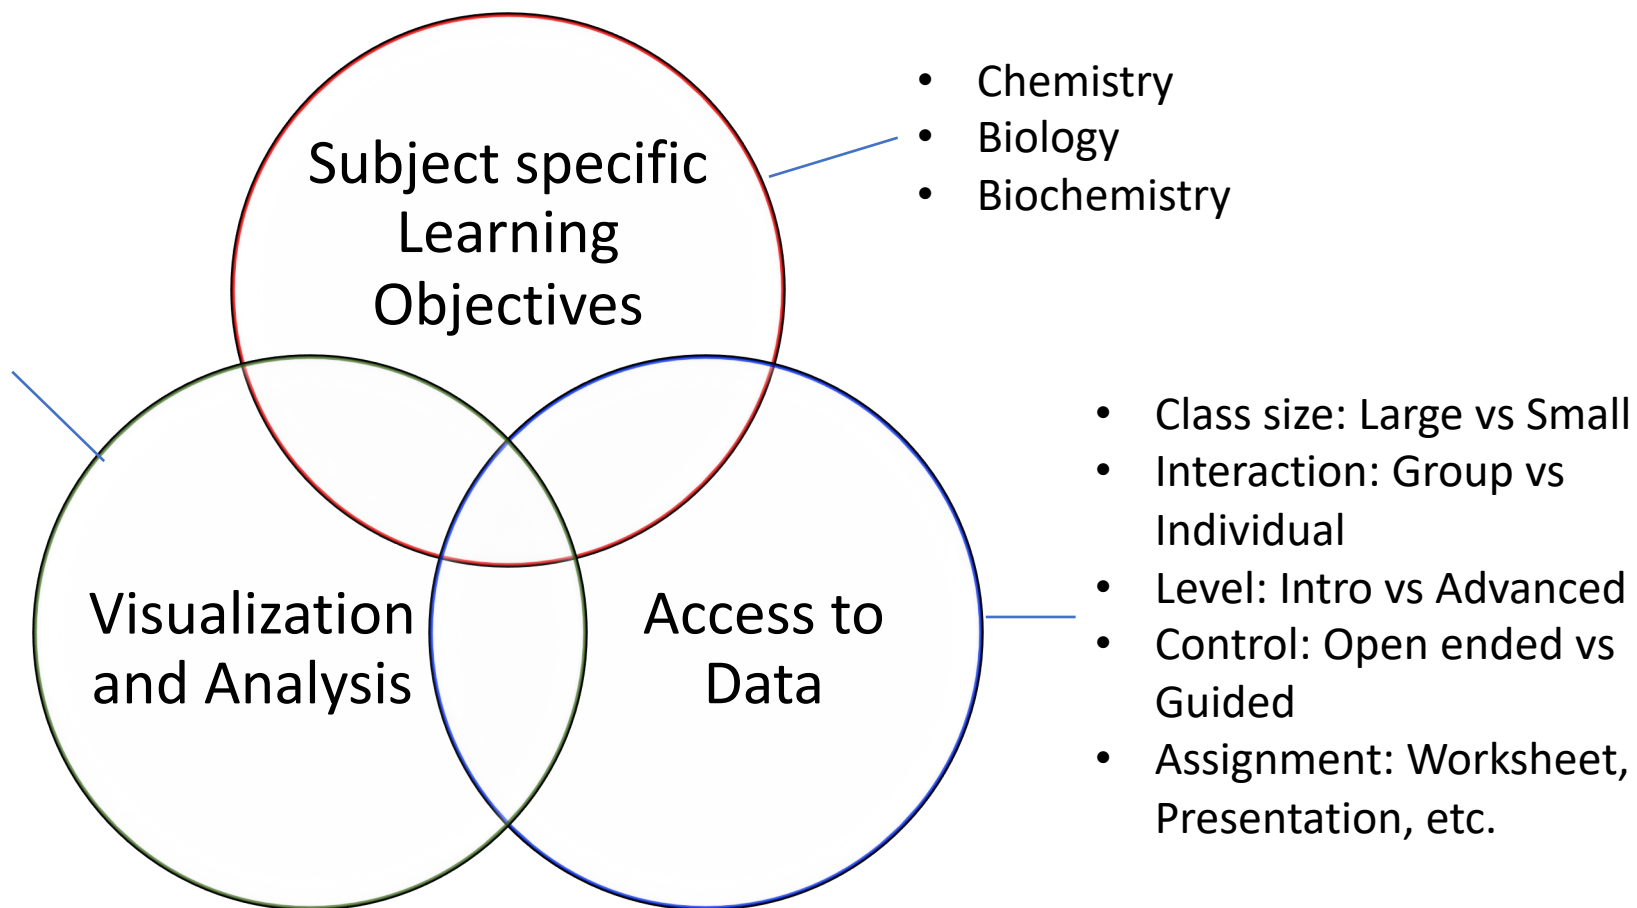 Subject specific
Learning
Objectives
• Chemistry
• Biology
• Biochemistry
Visualization
and Analysis
Access to
Data
• Class size: Large vs Small
• Interaction: Group vs
Individual
• Level: Intro vs Advanced
• Control: Open ended vs
Guided
• Assignment: Worksheet,
Presentation, etc.